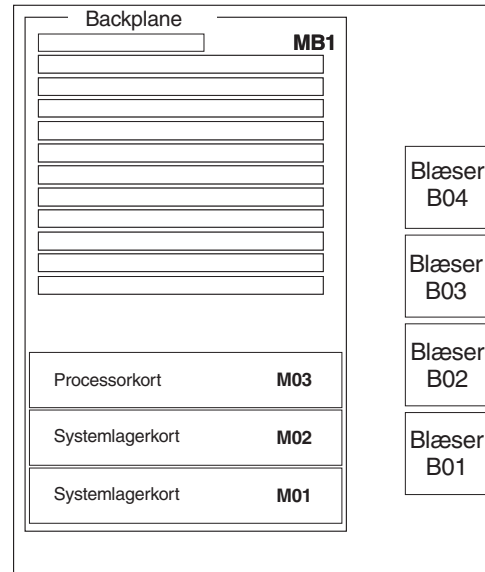 Backplane
MB1
Blæser
B04
Blæser
B03
Blæser
B02
Processorkort M03
Systemlagerkort M02
Blæser
B01
Systemlagerkort M01